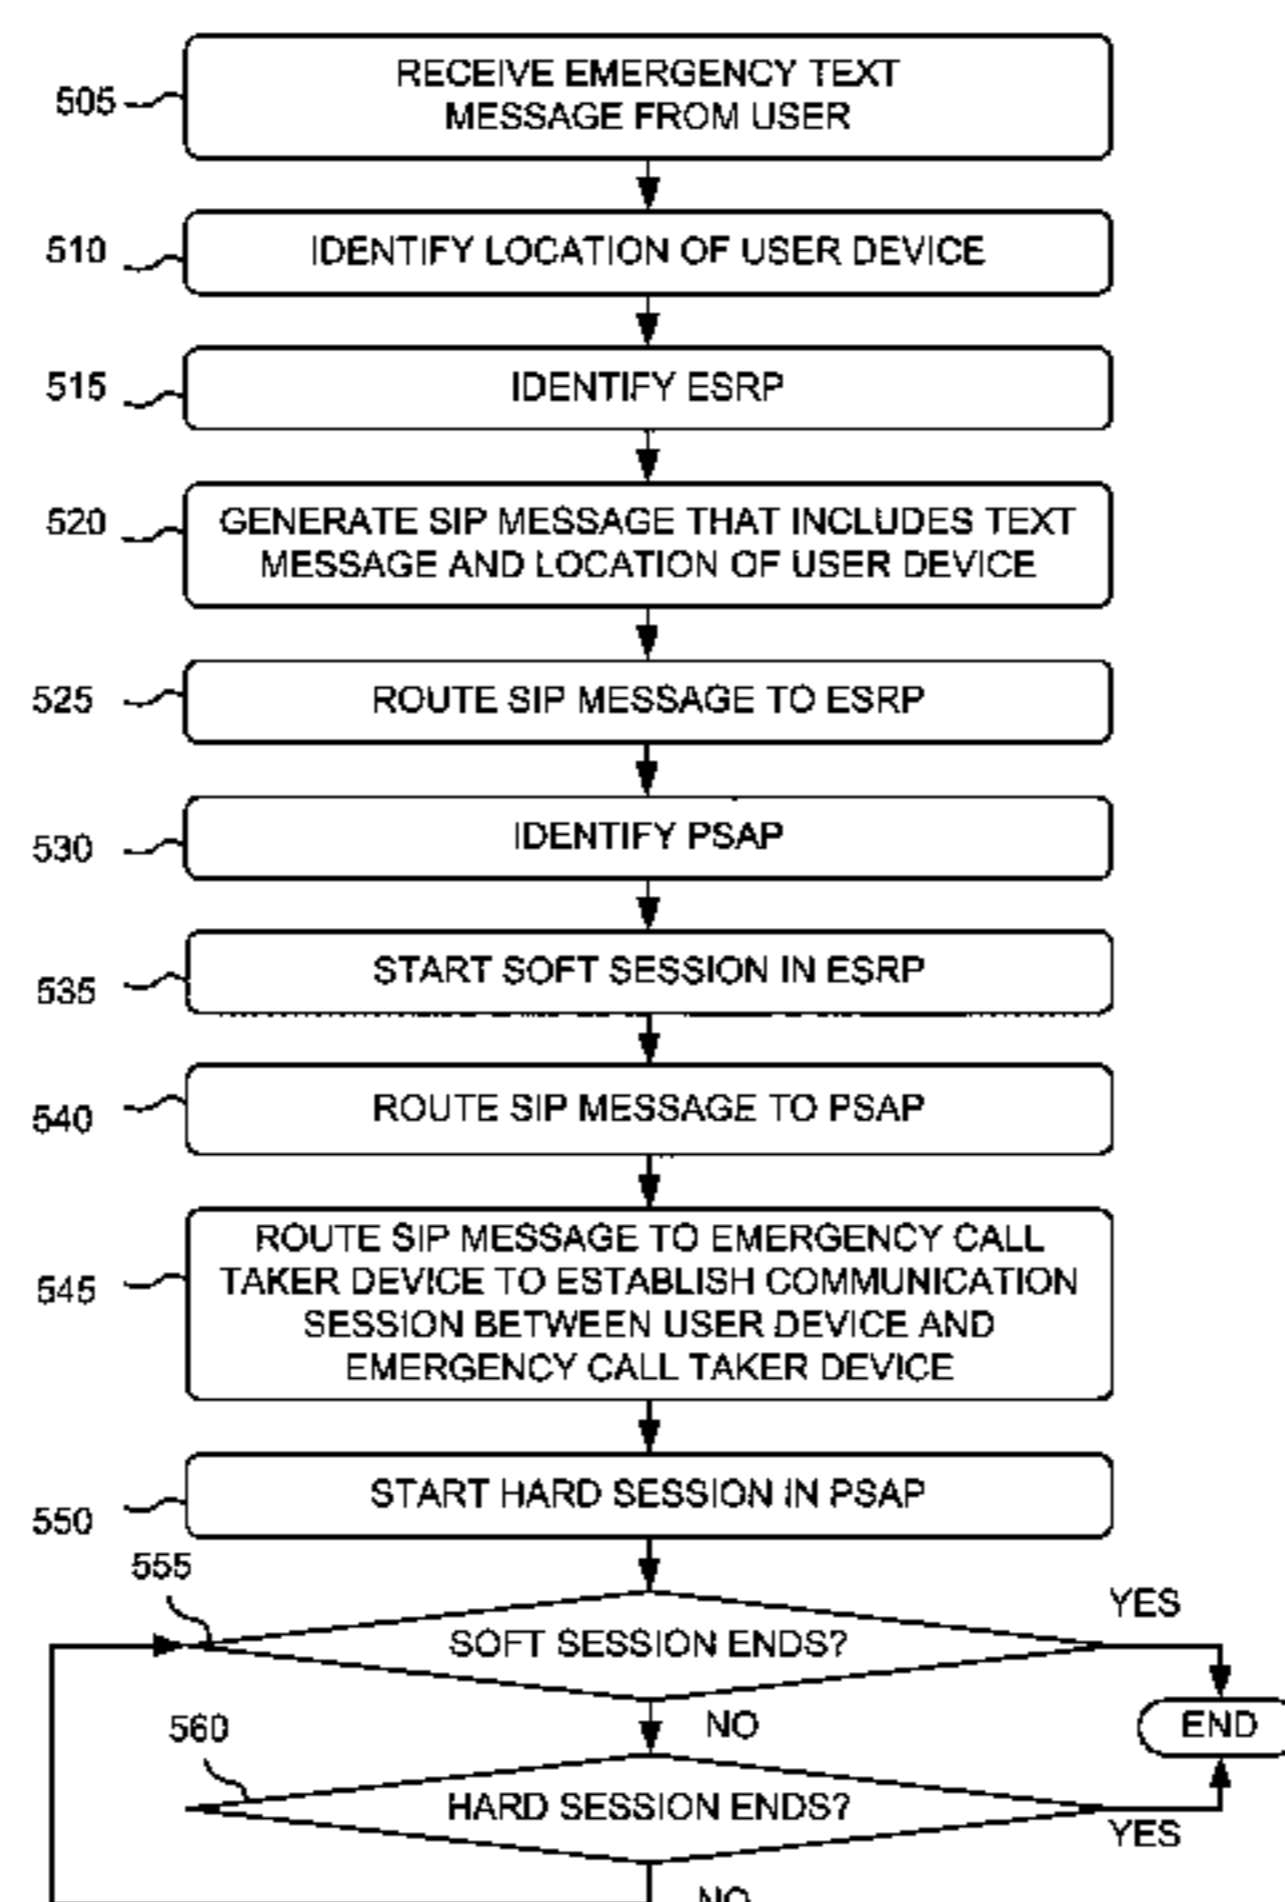 505
RECEIVE EMERGENCY TEXT
MESSAGE FROM USER
510
IDENTIFY LOCATION OF USER DEVICE
515
IDENTIFY ESRP
520
GENERATE SIP MESSAGE THAT INCLUDES TEXT
MESSAGE AND LOCATION OF USER DEVICE
525
ROUTE SIP MESSAGE TO ESRP
530
IDENTIFY PSAP
535
START SOFT SESSION IN ESRP
540
ROUTE SIP MESSAGE TO PSAP
545
ROUTE SIP MESSAGE TO EMERGENCY CALL
TAKER DEVICE TO ESTABLISH COMMUNICATION
SESSION BETWEEN USER DEVICE AND
EMERGENCY CALL TAKER DEVICE
550
START HARD SESSION IN PSAP
555
SOFT SESSION ENDS?
YES
NO
END
560
HARD SESSION ENDS?
YES
NO